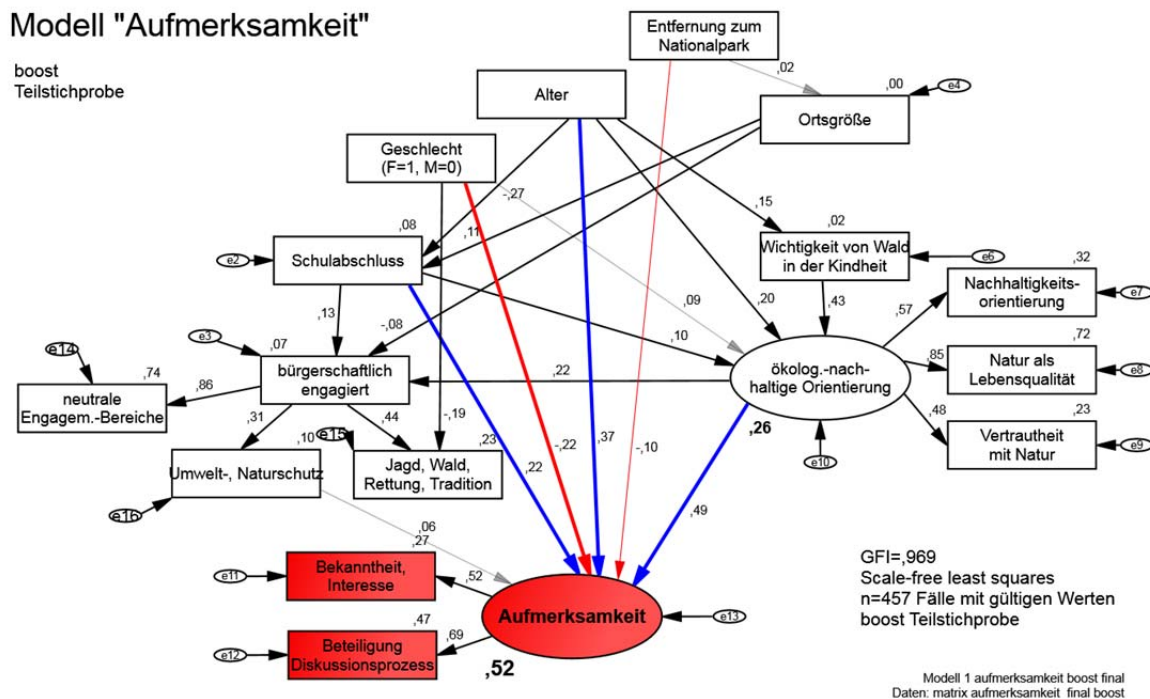 Modell "Aufmerksamkeit"
boost
Teilstichprobe
Entfernung zum
Nationalpark
,02
,00
e4
Alter
Ortsgröße
Geschlecht
(F=1, M=0)
-,27
,15
,02
,08
,11
e2
Schulabschluss
Wichtigkeit von Wald
in der Kindheit
e6
,32
Nachhaltigkeits-
orientierung
e7
,09
,20
,43
,57
,13
-,08
,10
,72
e3
,07
e14
,74
bürgerschaftlich
engagiert
,22
ökolog.-nach-
haltige Orientierung
,85
Natur als
Lebensqualität
e8
neutrale
Engagem.-Bereiche
,86
,31
,44
-,19
,37
-,22
-,10
,26
,48
,23
e15
,10
,23
Umwelt-, Naturschutz
Jagd, Wald,
Rettung, Tradition
,22
e10
Vertrautheit
mit Natur
e9
e16
,49
,06
,27
e11
Bekanntheit,
Interesse
,52
Aufmerksamkeit
e13
,47
e12
Beteiligung
Diskussionsprozess
,69
,52
GFI=,969
Scale-free least squares
n=457 Fälle mit gültigen Werten
boost Teilstichprobe
Modell 1 aufmerksamkeit boost final
Daten: matrix aufmerksamkeit final boost